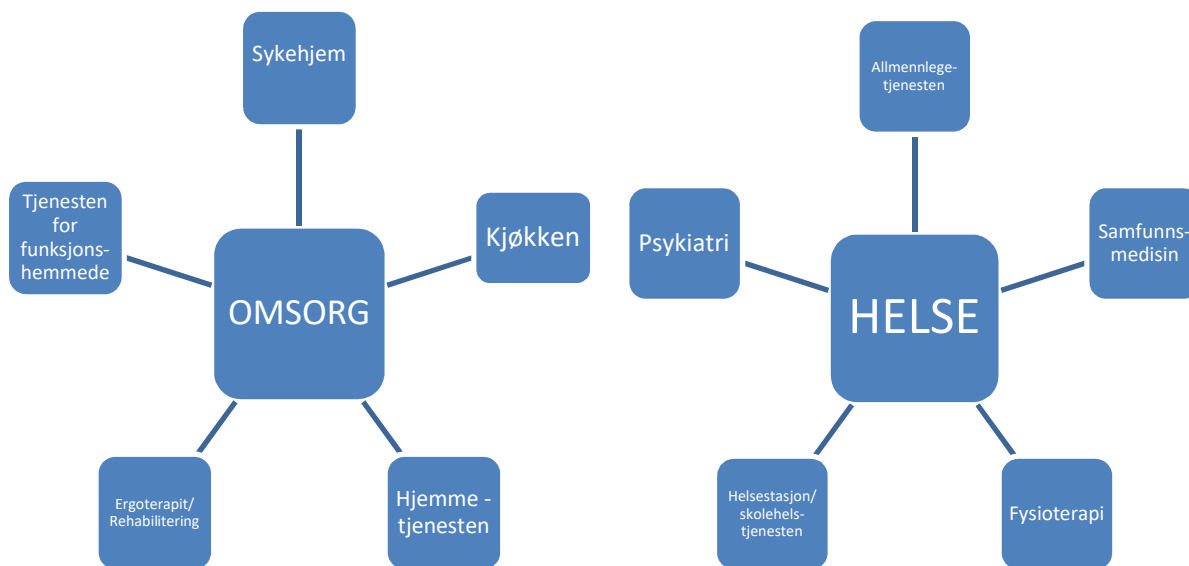 Sykehjem
Kjøkken
Hjemme -
tjenesten
Ergoterapit/
Rehabilitering
Tjenesten
for
funksjons-
hemmede
OMSORG
Allmennlege-
tjenesten
Samfunns-
medisin
Fysioterapi
Helsestasjon/
skolehels-
tjenesten
Psykiatri
HELSE